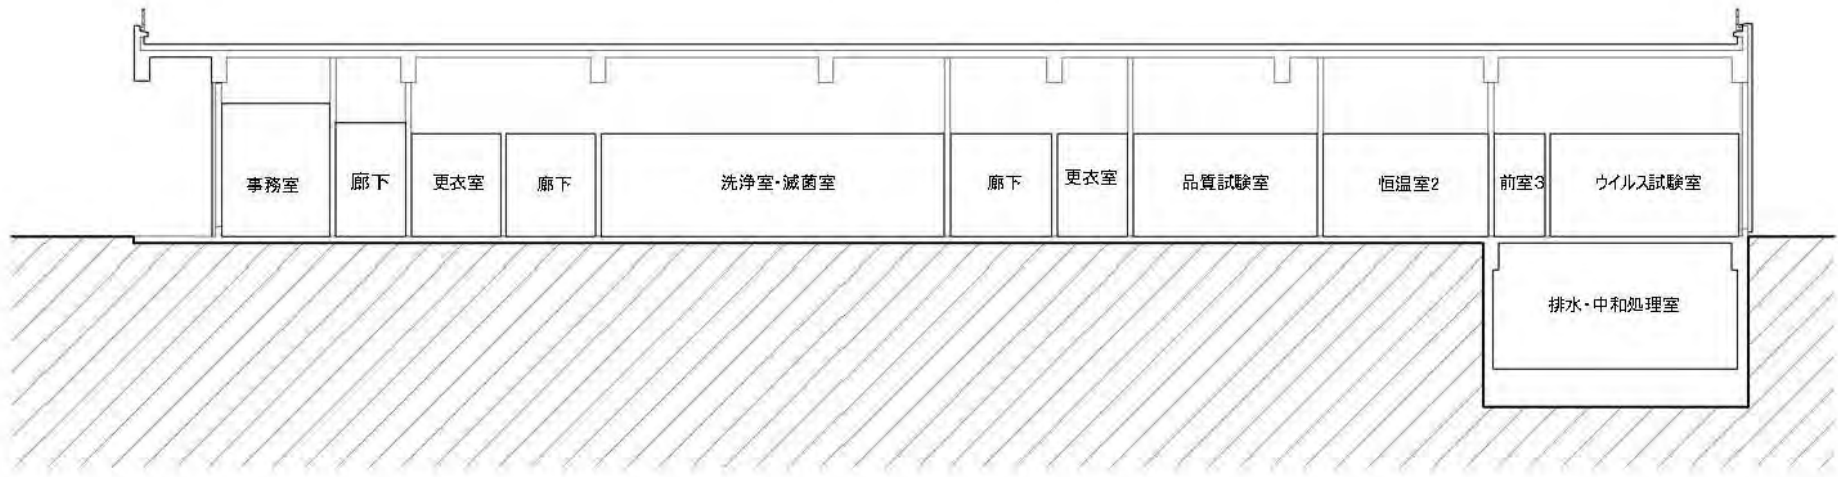 事務室
廊下
更衣室
廊下
洗浄室・滅菌室
廊下
更衣室
品質試験室
恒温室2
前室3
ウイルス試験室
排水・中和処理室